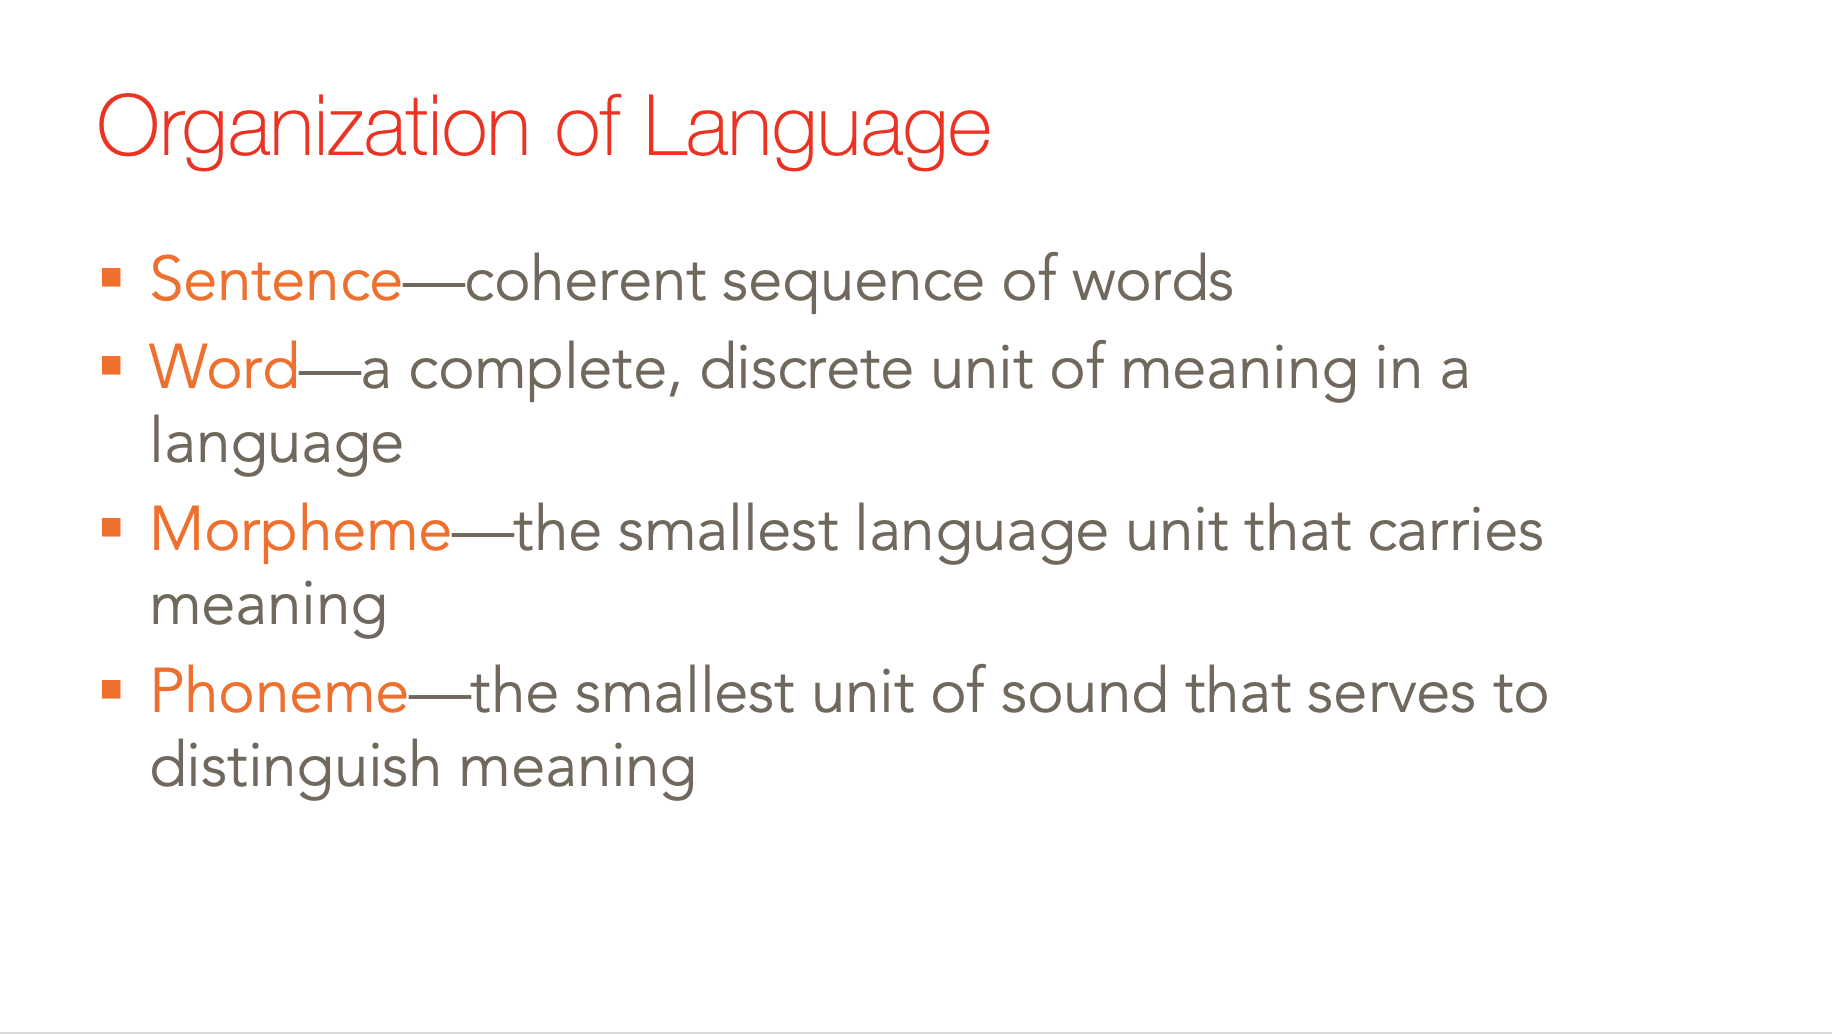 Organization of Language
▪ Sentence—coherent sequence of words
▪ Word—a complete, discrete unit of meaning in a
language
▪ Morpheme—the smallest language unit that carries
meaning
▪ Phoneme—the smallest unit of sound that serves to
distinguish meaning